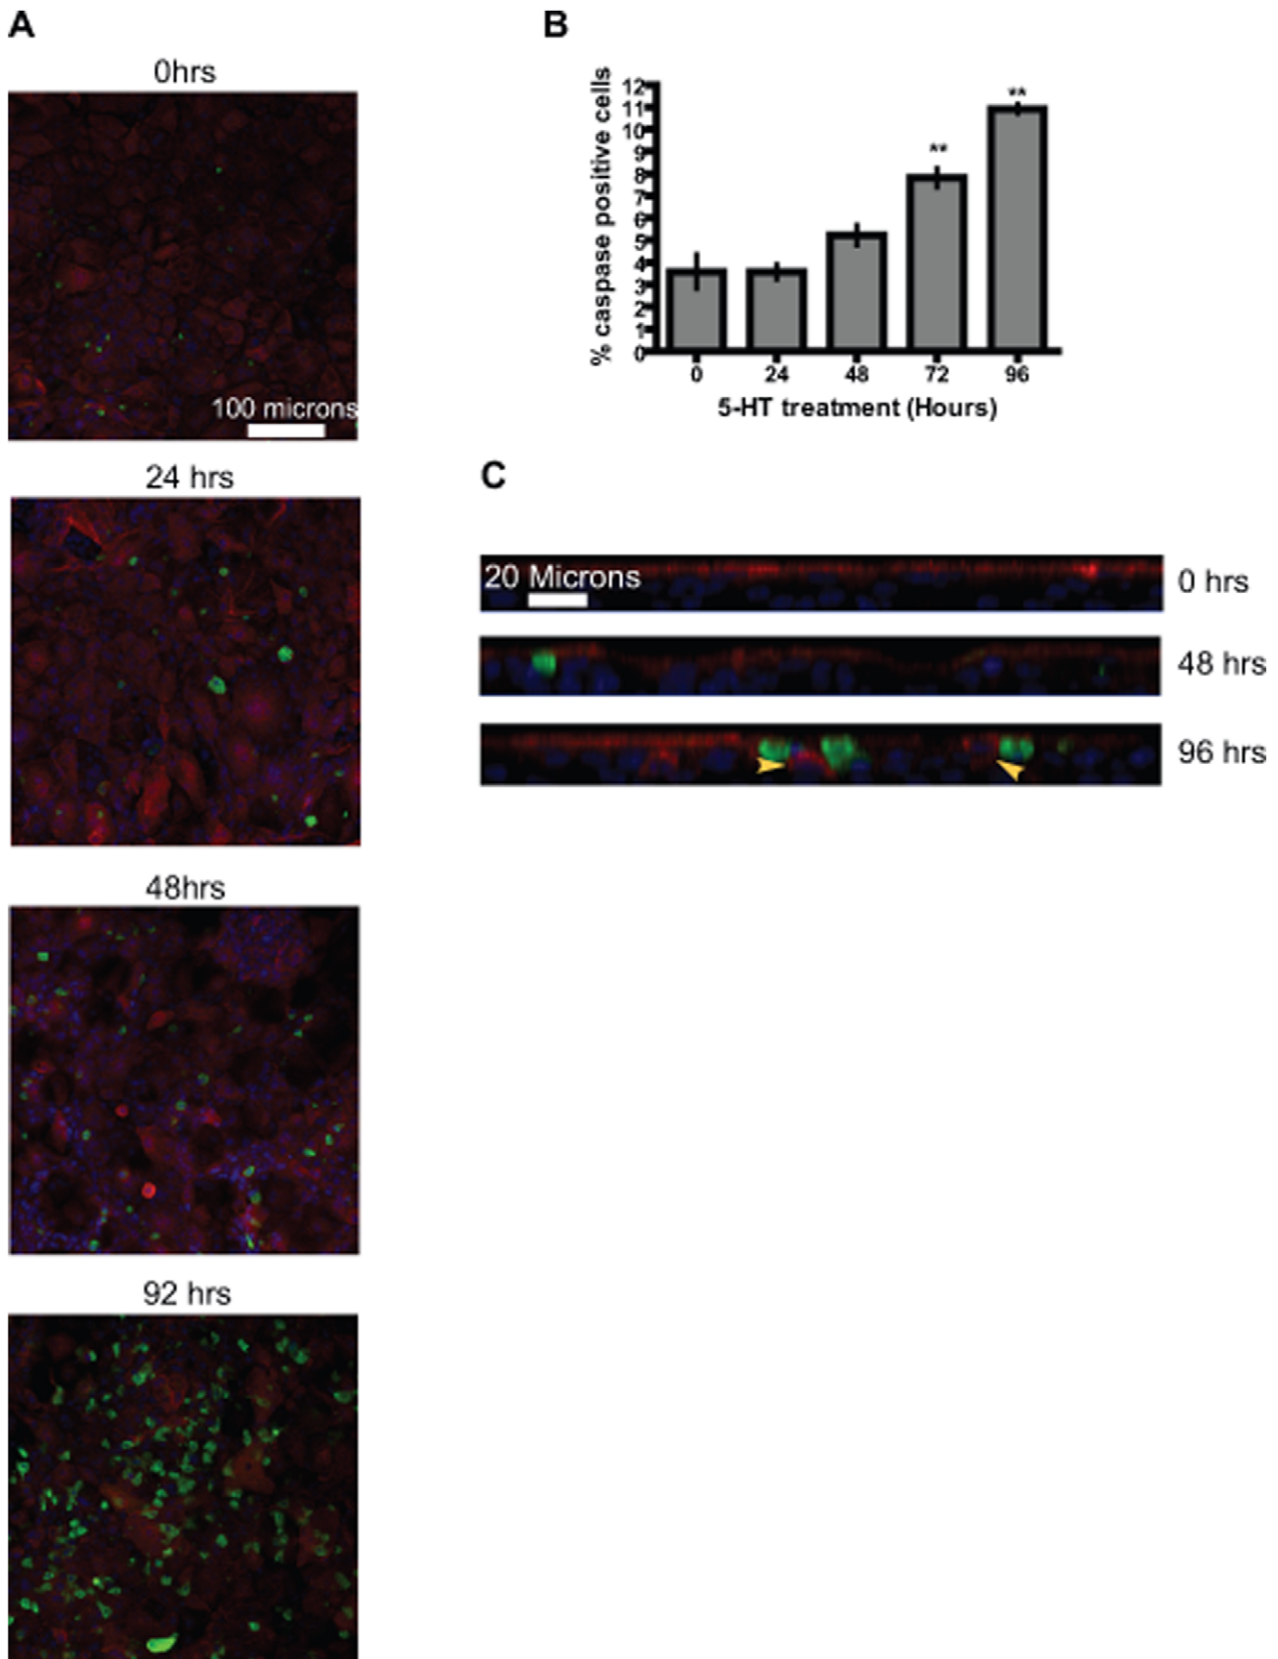 A
0hrs
100 microns
24 hrs
48hrs
92 hrs
B
% caspase positive cells
12
11
10
9
8
7
6
5
4
3
2
1
0
**
**
0 24 48 72 96
5-HT treatment (Hours)
C
20 Microns
0 hrs
48 hrs
96 hrs